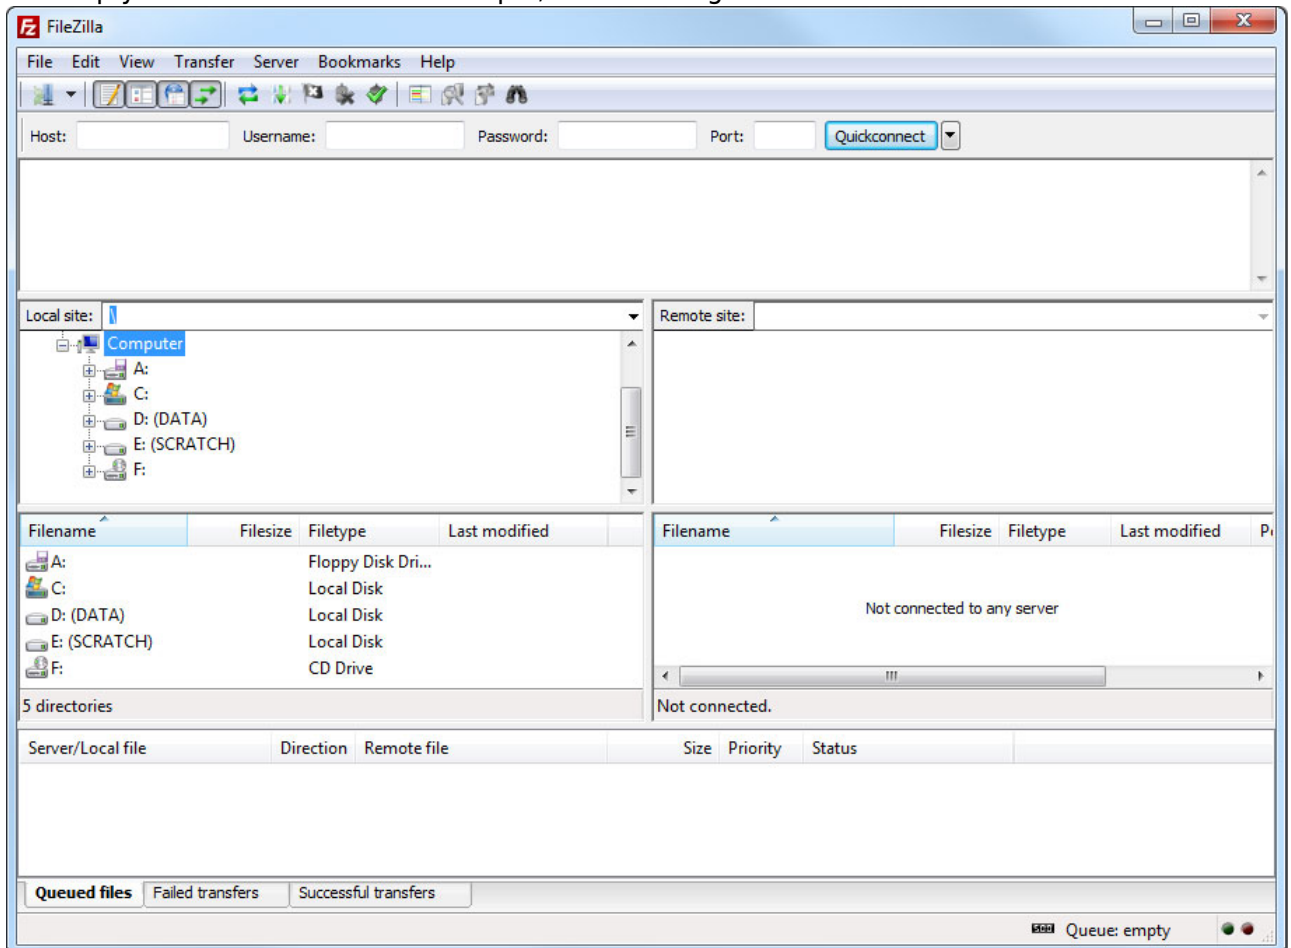 FileZilla
File Edit View Transfer Server Bookmarks Help
Host: Username: Password: Port: Quickconnect
Local site: \
Remote site:
Computer
A:
C:
D: (DATA)
E: (SCRATCH)
F:
Filename Filesize Filetype Last modified
A: Floppy Disk Dri...
C: Local Disk
D: (DATA) Local Disk
E: (SCRATCH) Local Disk
F: CD Drive
5 directories
Filename Filesize Filetype Last modified
Not connected to any server
Not connected.
Server/Local file Direction Remote file Size Priority Status
Queued files Failed transfers Successful transfers
Queue: empty